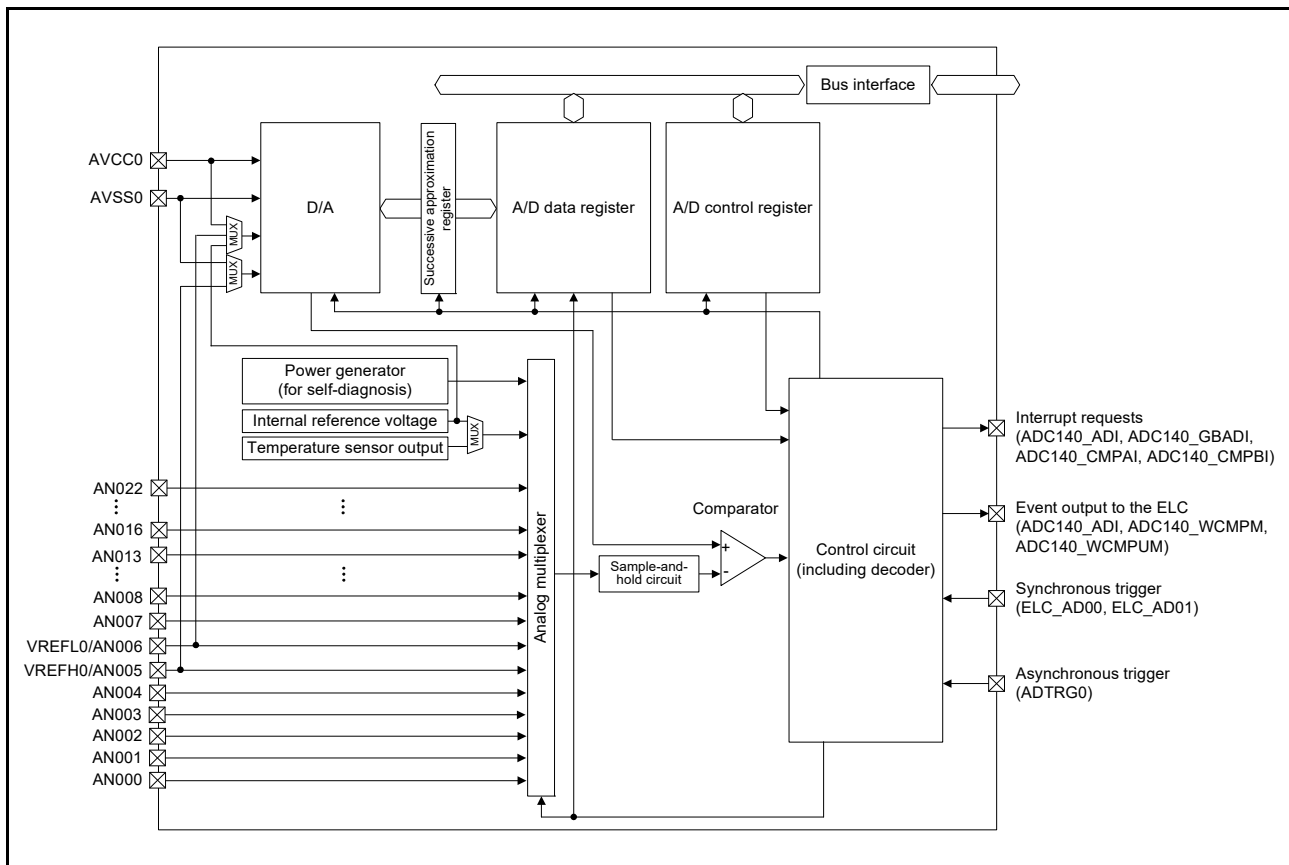 Bus interface
AVCC0
AVSS0
MUX
MUX
D/A
Successive approximation
register
A/D data register
A/D control register
Power generator
(for self-diagnosis)
Internal reference voltage
Temperature sensor output
MUX
Analog multiplexer
AN022
AN016
AN013
AN008
AN007
VREFL0/AN006
VREFH0/AN005
AN004
AN003
AN002
AN001
AN000
Sample-and-
hold circuit
Comparator
+
-
Control circuit
(including decoder)
Interrupt requests
(ADC140_ADI, ADC140_GBADI,
ADC140_CMPAI, ADC140_CMPBI)
Event output to the ELC
(ADC140_ADI, ADC140_WCMPM,
ADC140_WCMPUM)
Synchronous trigger
(ELC_AD00, ELC_AD01)
Asynchronous trigger
(ADTRG0)